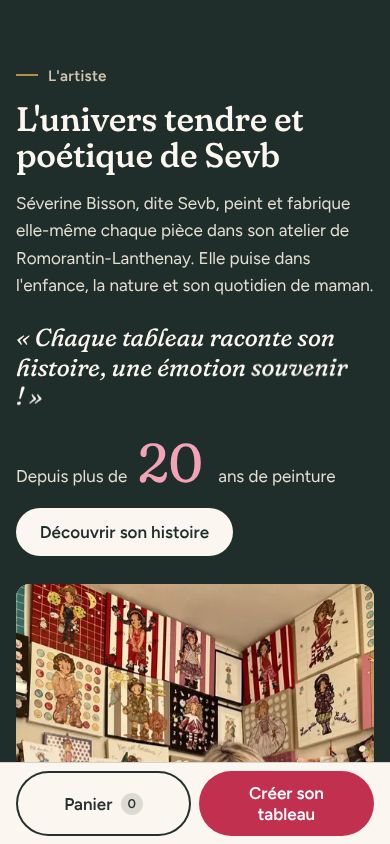 L'artiste
L'univers tendre et
poétique de Sevb
Séverine Bisson, dite Sevb, peint et fabrique
elle-même chaque pièce dans son atelier de
Romorantin-Lanthenay. Elle puise dans
l'enfance, la nature et son quotidien de maman.
« Chaque tableau raconte son
histoire, une émotion souvenir
! »
Depuis plus de 20 ans de peinture
Découvrir son histoire
Panier 0
Créer son
tableau